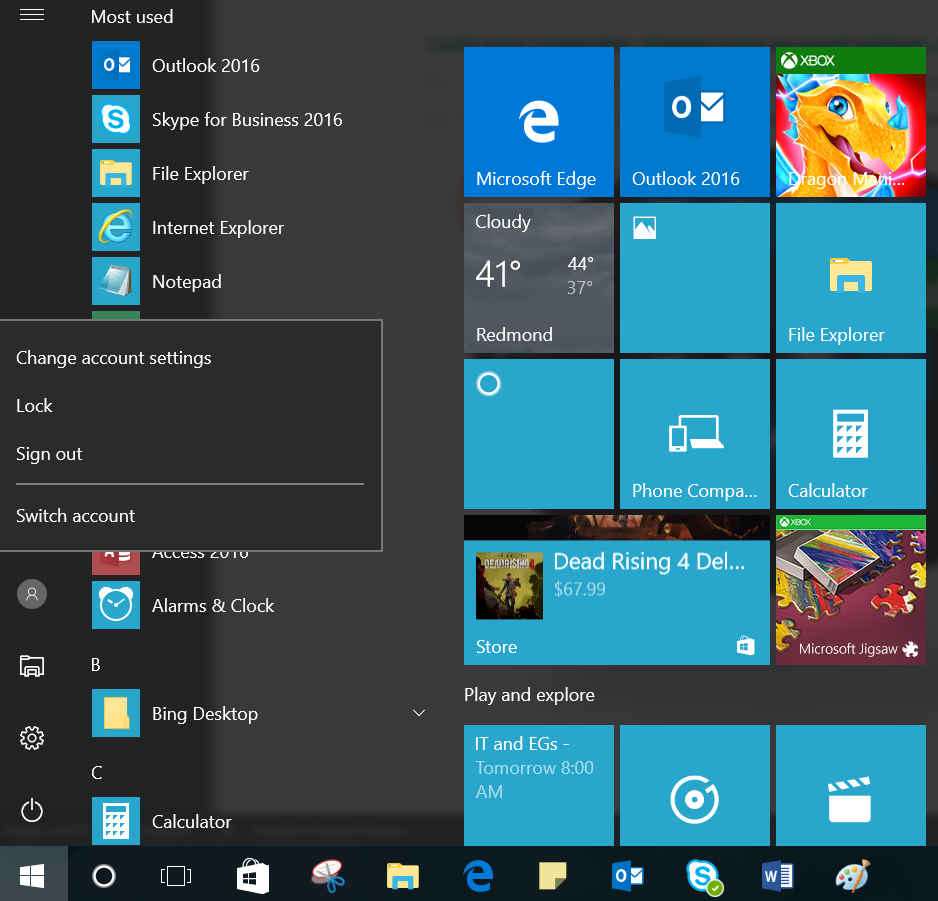 Most used
Outlook 2016
Skype for Business 2016
File Explorer
Internet Explorer
Notepad
Change account settings
Lock
Sign out
Switch account
Access 2016
Alarms & Clock
B
Bing Desktop
C
Calculator
Microsoft Edge
Outlook 2016
XBOX
Dragon Mani...
Cloudy
41°
44°
37°
Redmond
File Explorer
Phone Compa...
Calculator
DEADRISING 4
Dead Rising 4 Del...
$67.99
Store
XBOX
Microsoft Jigsaw
Play and explore
IT and EGs -
Tomorrow 8:00
AM